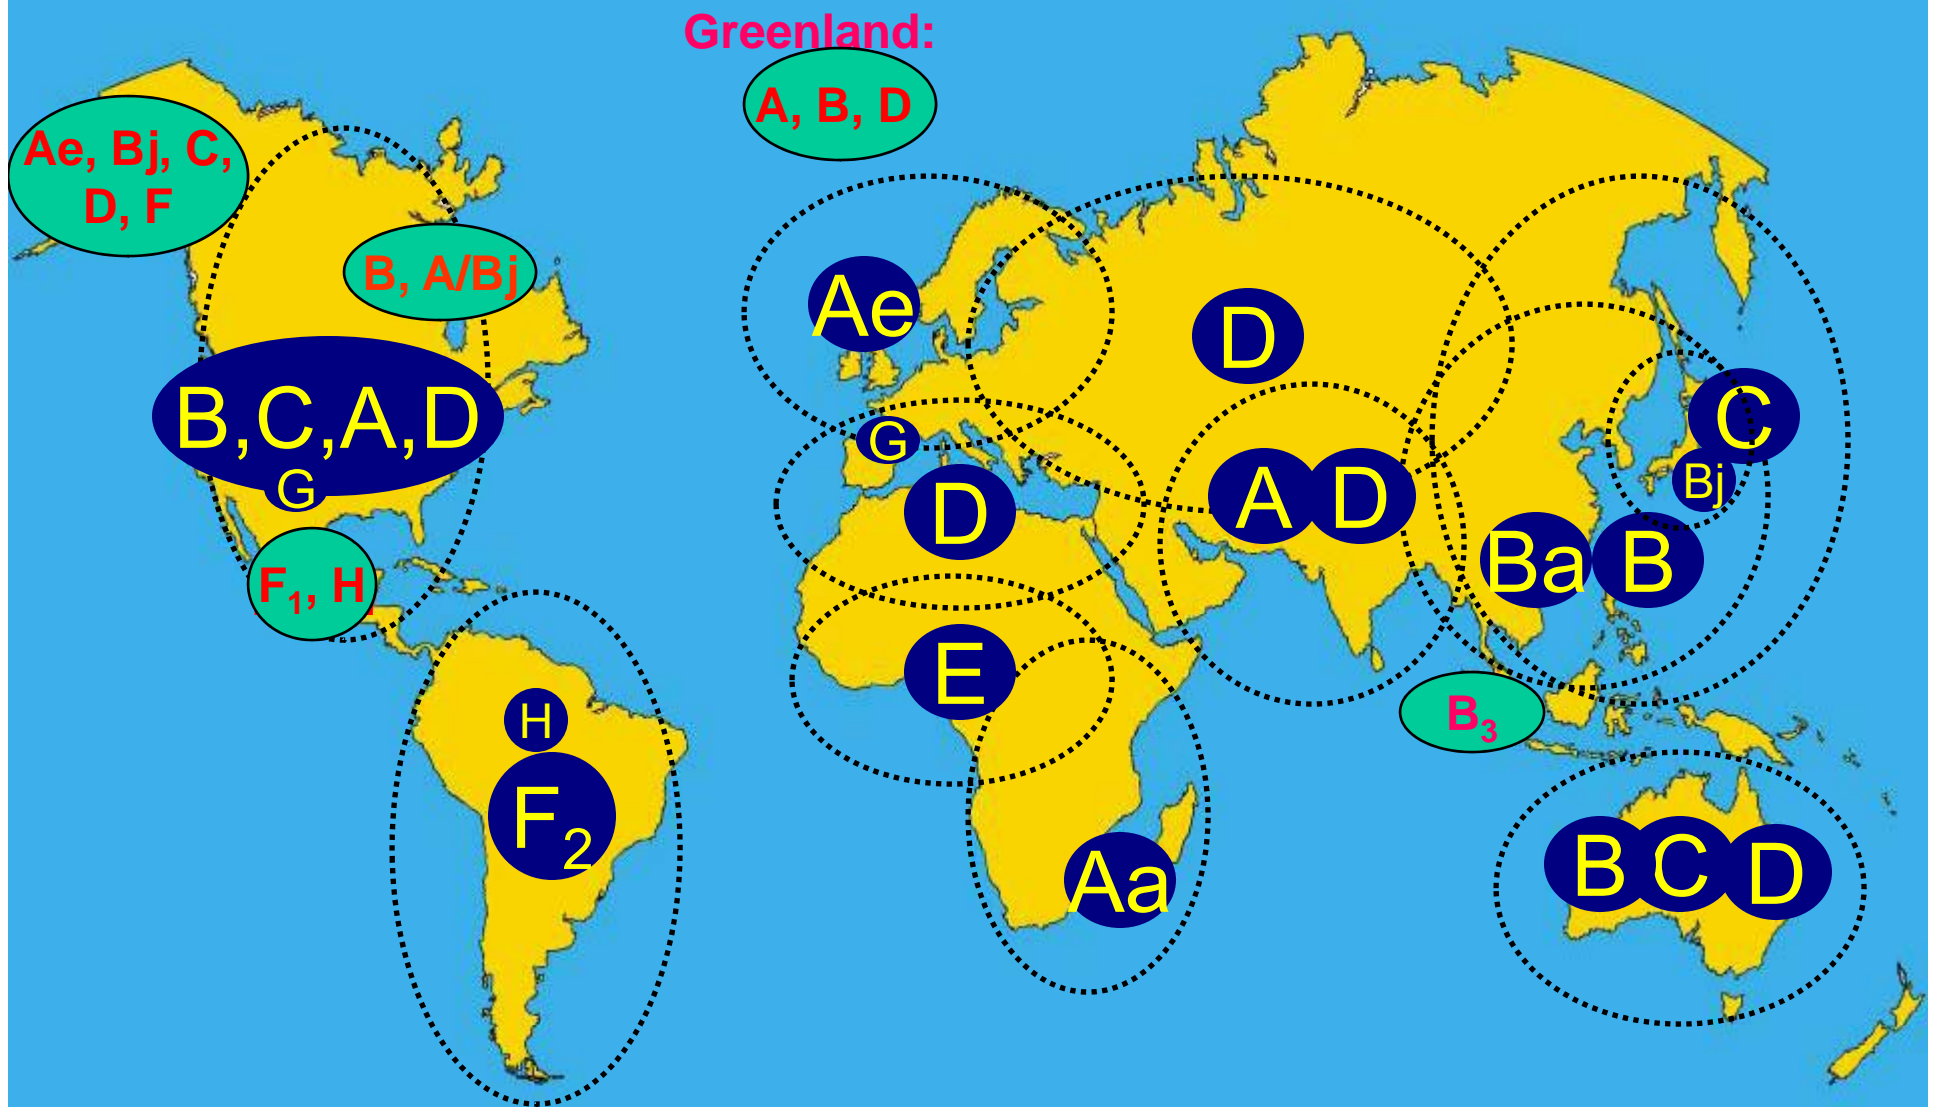 Greenland:
A, B, D
Ae, Bj, C,
D, F
B, A/Bj
Ae
D
B,C,A,D
G
G
C
Bj
D
A
D
Ba
B
F1, H
E
H
B3
F2
Aa
B
C
D